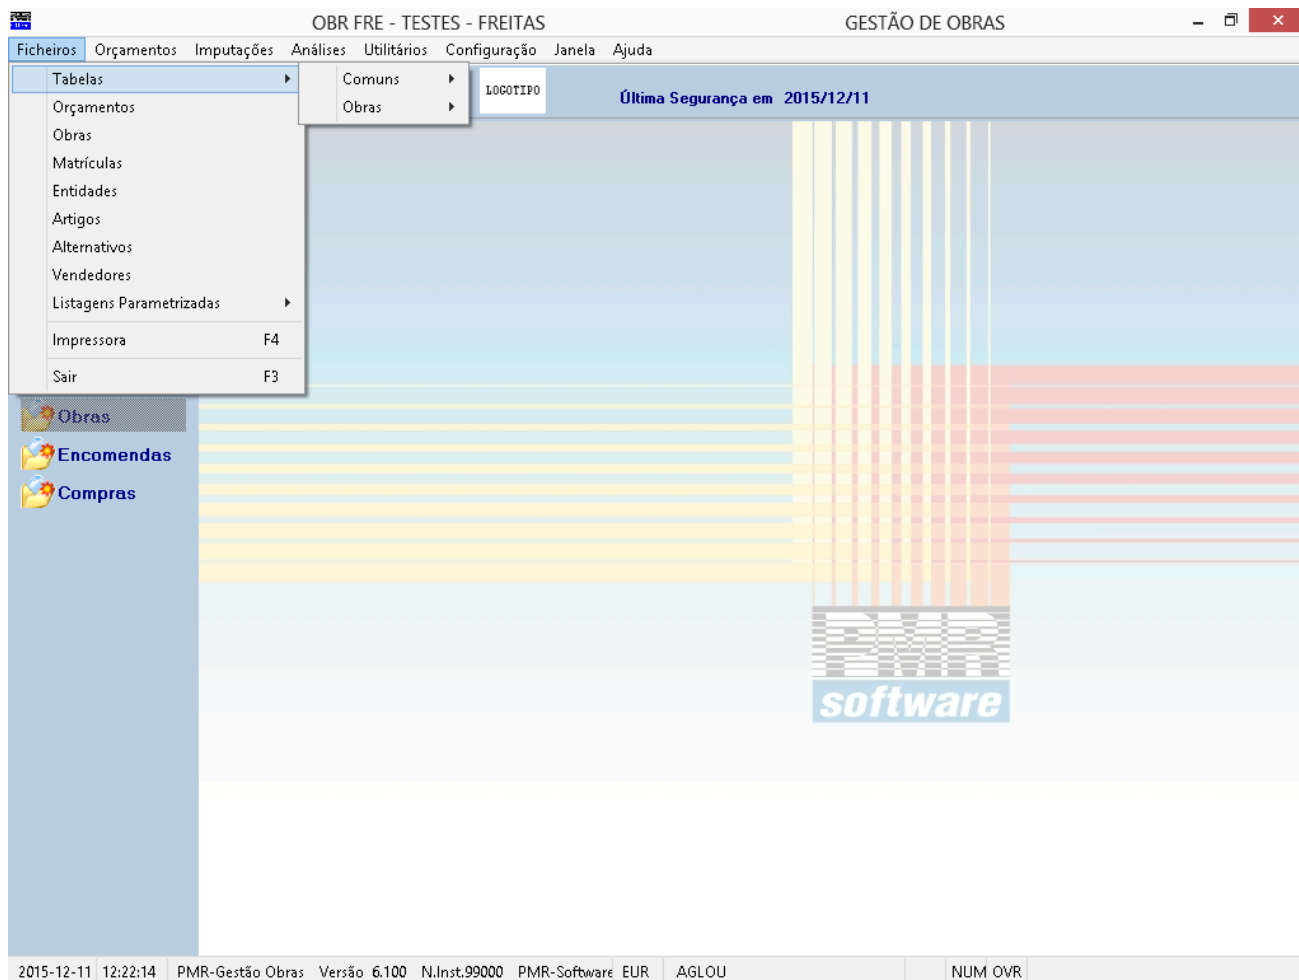 OBR FRE - TESTES - FREITAS GESTÃO DE OBRAS
Ficheiros Orçamentos Imputações Análises Utilitários Configuração Janela Ajuda
Tabelas
Orçamentos
Obras
Matrículas
Entidades
Artigos
Alternativos
Vendedores
Listagens Parametrizadas
Impressora F4
Sair F3
Comuns
Obras
LOGOTIPO
Última Segurança em 2015/12/11
Obras
Encomendas
Compras
PMR
software
2015-12-11 12:22:14 PMR-Gestão Obras Versão 6.100 N.Inst.99000 PMR-Software EUR AGLOU NUM OVR